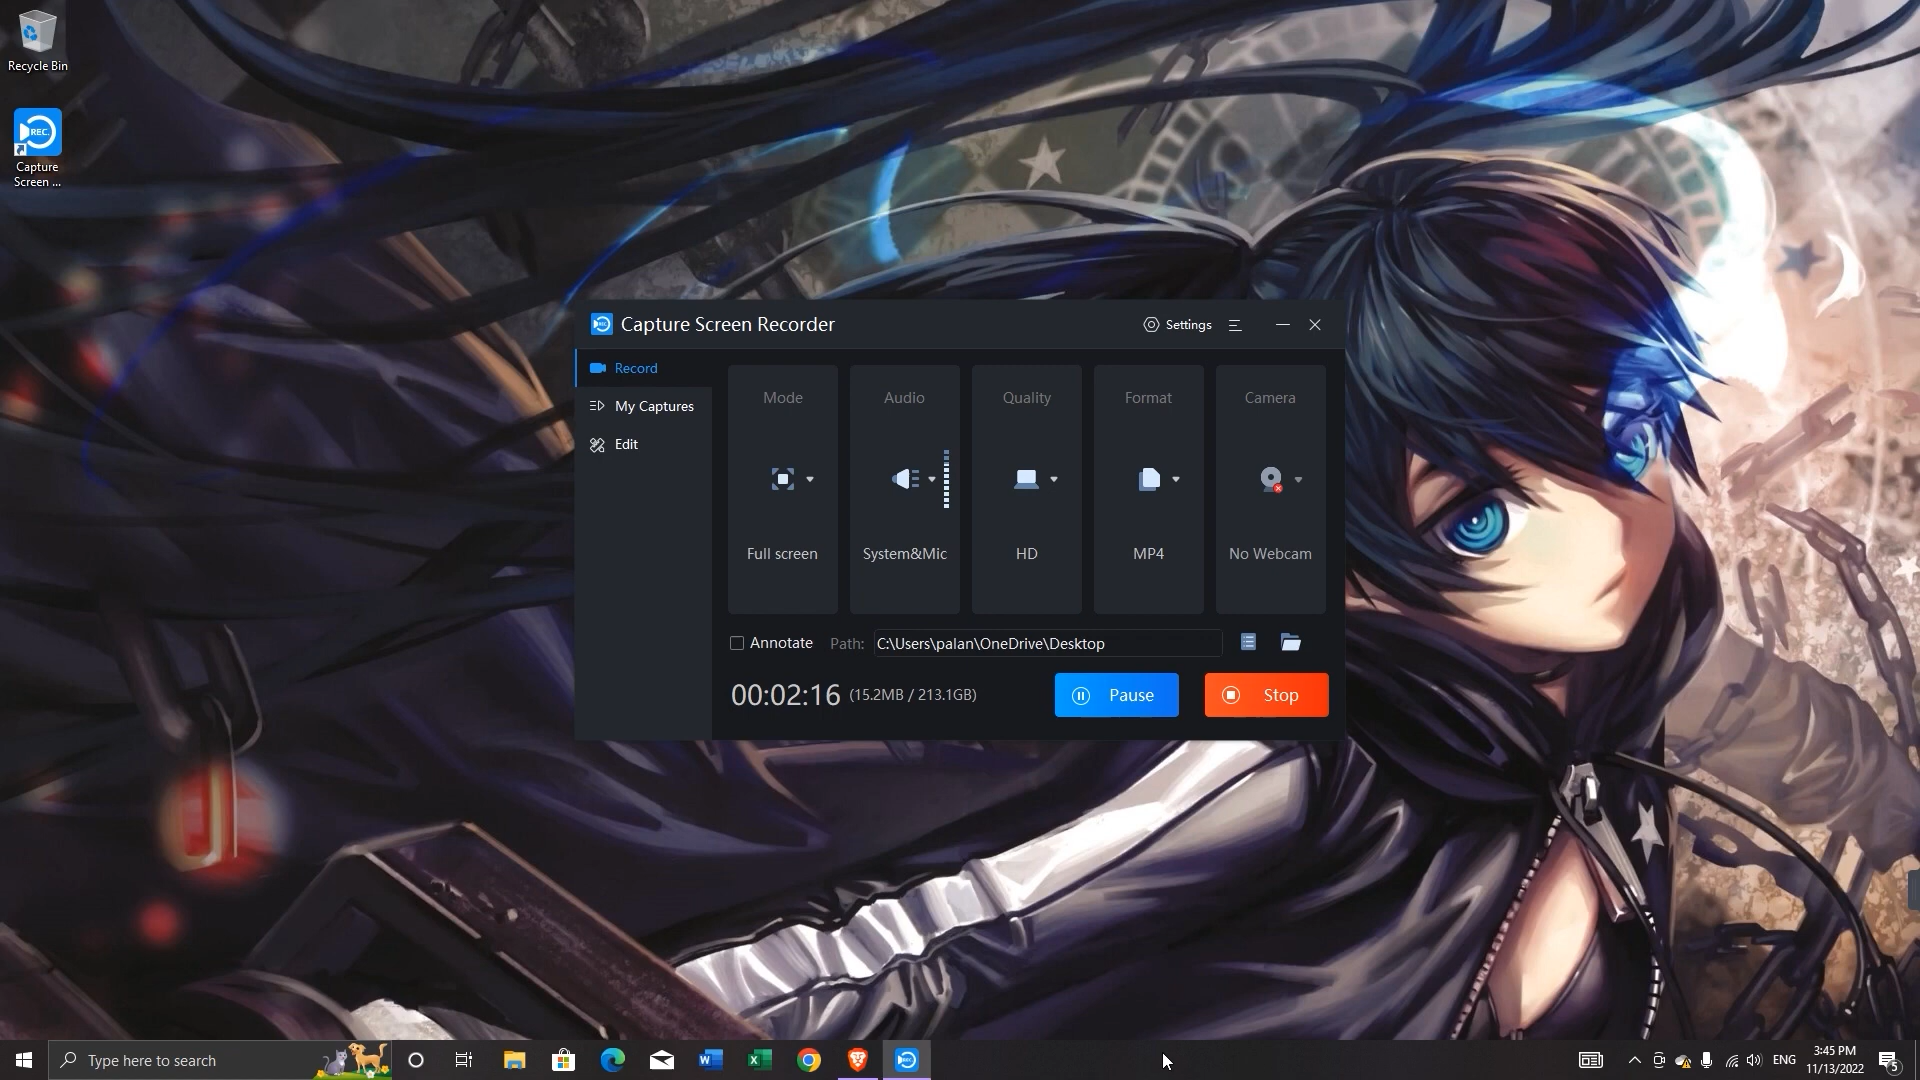 Recycle Bin
REC.
Capture
Screen ...
Capture Screen Recorder
Settings
Record
My Captures
Edit
Mode
Audio
Quality
Format
Camera
Full screen
System&Mic
HD
MP4
No Webcam
Annotate
Path:
C:\Users\palan\OneDrive\Desktop
00:02:16 (15.2MB / 213.1GB)
Pause
Stop
Type here to search
ENG
3:45 PM
11/13/2022
5